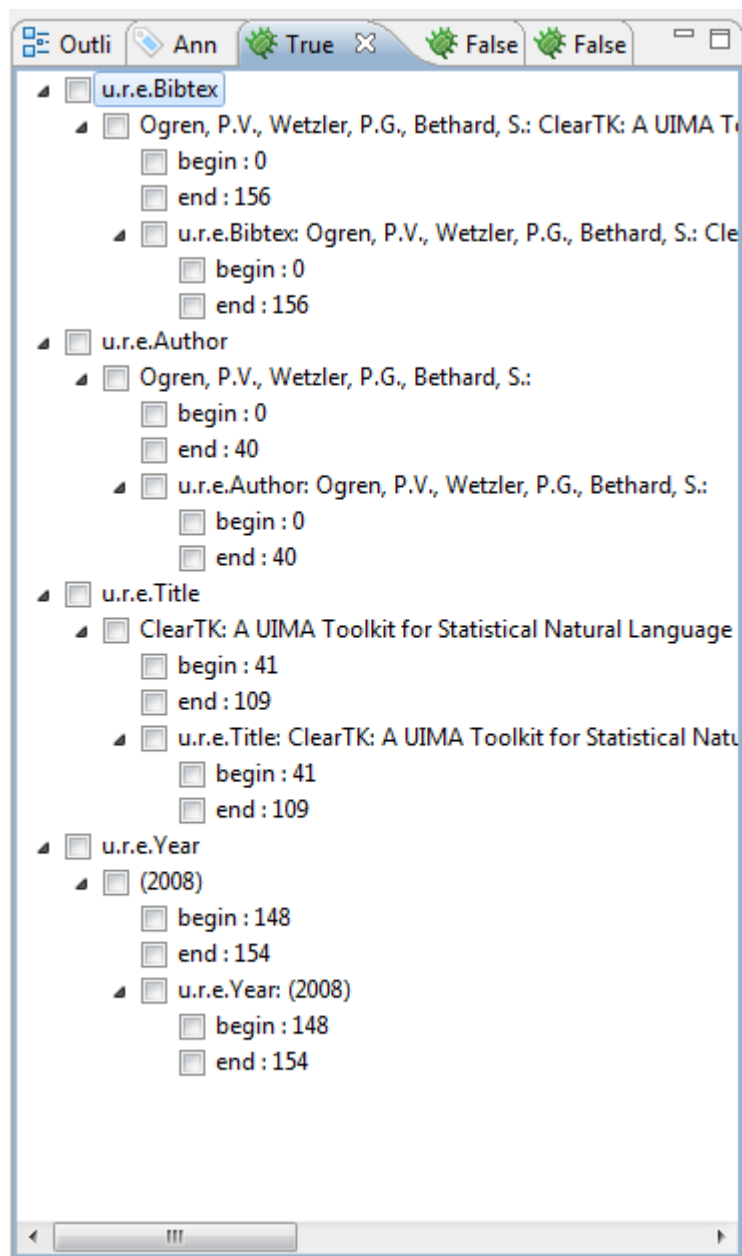 Outli Ann True False False
u.r.e.Bibtex
Ogren, P.V., Wetzler, P.G., Bethard, S.: ClearTK: A UIMA
begin : 0
end : 156
u.r.e.Bibtex: Ogren, P.V., Wetzler, P.G., Bethard, S.: Cle
begin : 0
end : 156
u.r.e.Author
Ogren, P.V., Wetzler, P.G., Bethard, S.:
begin : 0
end : 40
u.r.e.Author: Ogren, P.V., Wetzler, P.G., Bethard, S.:
begin : 0
end : 40
u.r.e.Title
ClearTK: A UIMA Toolkit for Statistical Natural Language
begin : 41
end : 109
u.r.e.Title: ClearTK: A UIMA Toolkit for Statistical Natu
begin : 41
end : 109
u.r.e.Year
(2008)
begin : 148
end : 154
u.r.e.Year: (2008)
begin : 148
end : 154